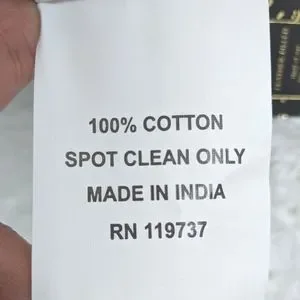 100% COTTON
SPOT CLEAN ONLY
MADE IN INDIA
RN 119737